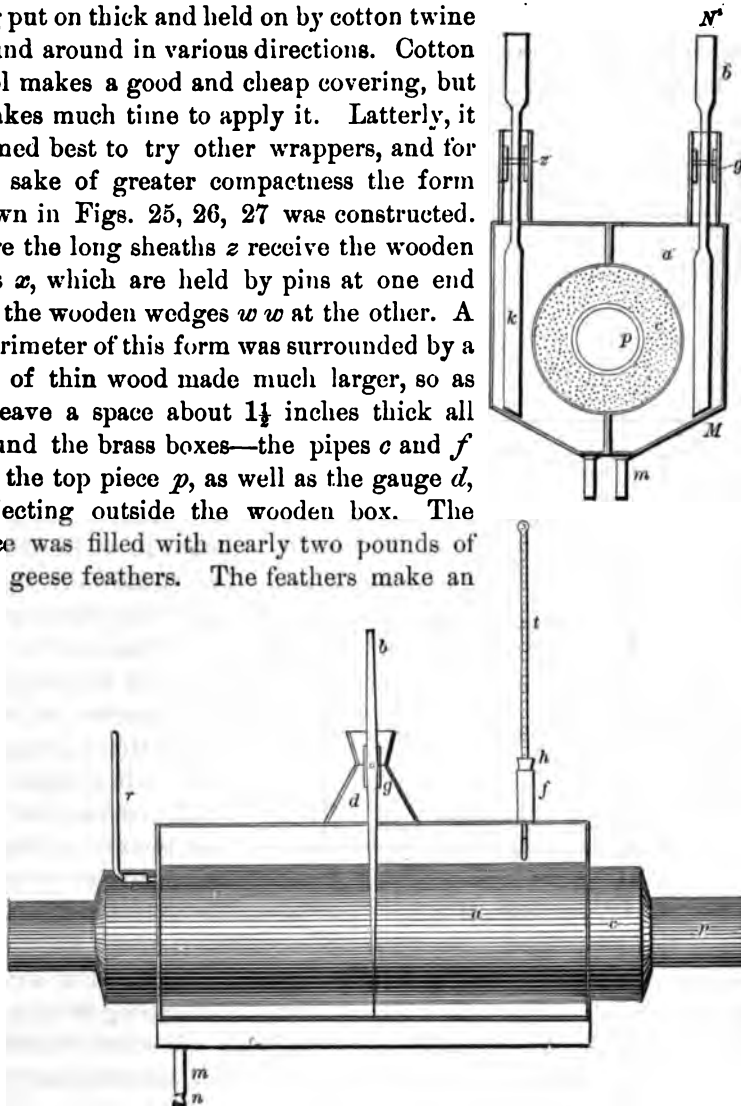 put on thick and held on by cotton twine
und around in various directions. Cotton
ol makes a good and cheap covering, but
akes much time to apply it. Latterly, it
med best to try other wrappers, and for
sake of greater compactness the form
wn in Figs. 25, 26, 27 was constructed.
re the long sheaths z receive the wooden
s x, which are held by pins at one end
the wooden wedges w w at the other. A
rimeter of this form was surrounded by a
of thin wood made much larger, so as
eave a space about 1½ inches thick all
und the brass boxes—the pipes c and f
the top piece p, as well as the gauge d,
jecting outside the wooden box. The
e was filled with nearly two pounds of
geese feathers. The feathers make an
N'
b
z
g
a
k
c
p
M
m
t
b
h
r
g
f
d
a
c
p
m
n